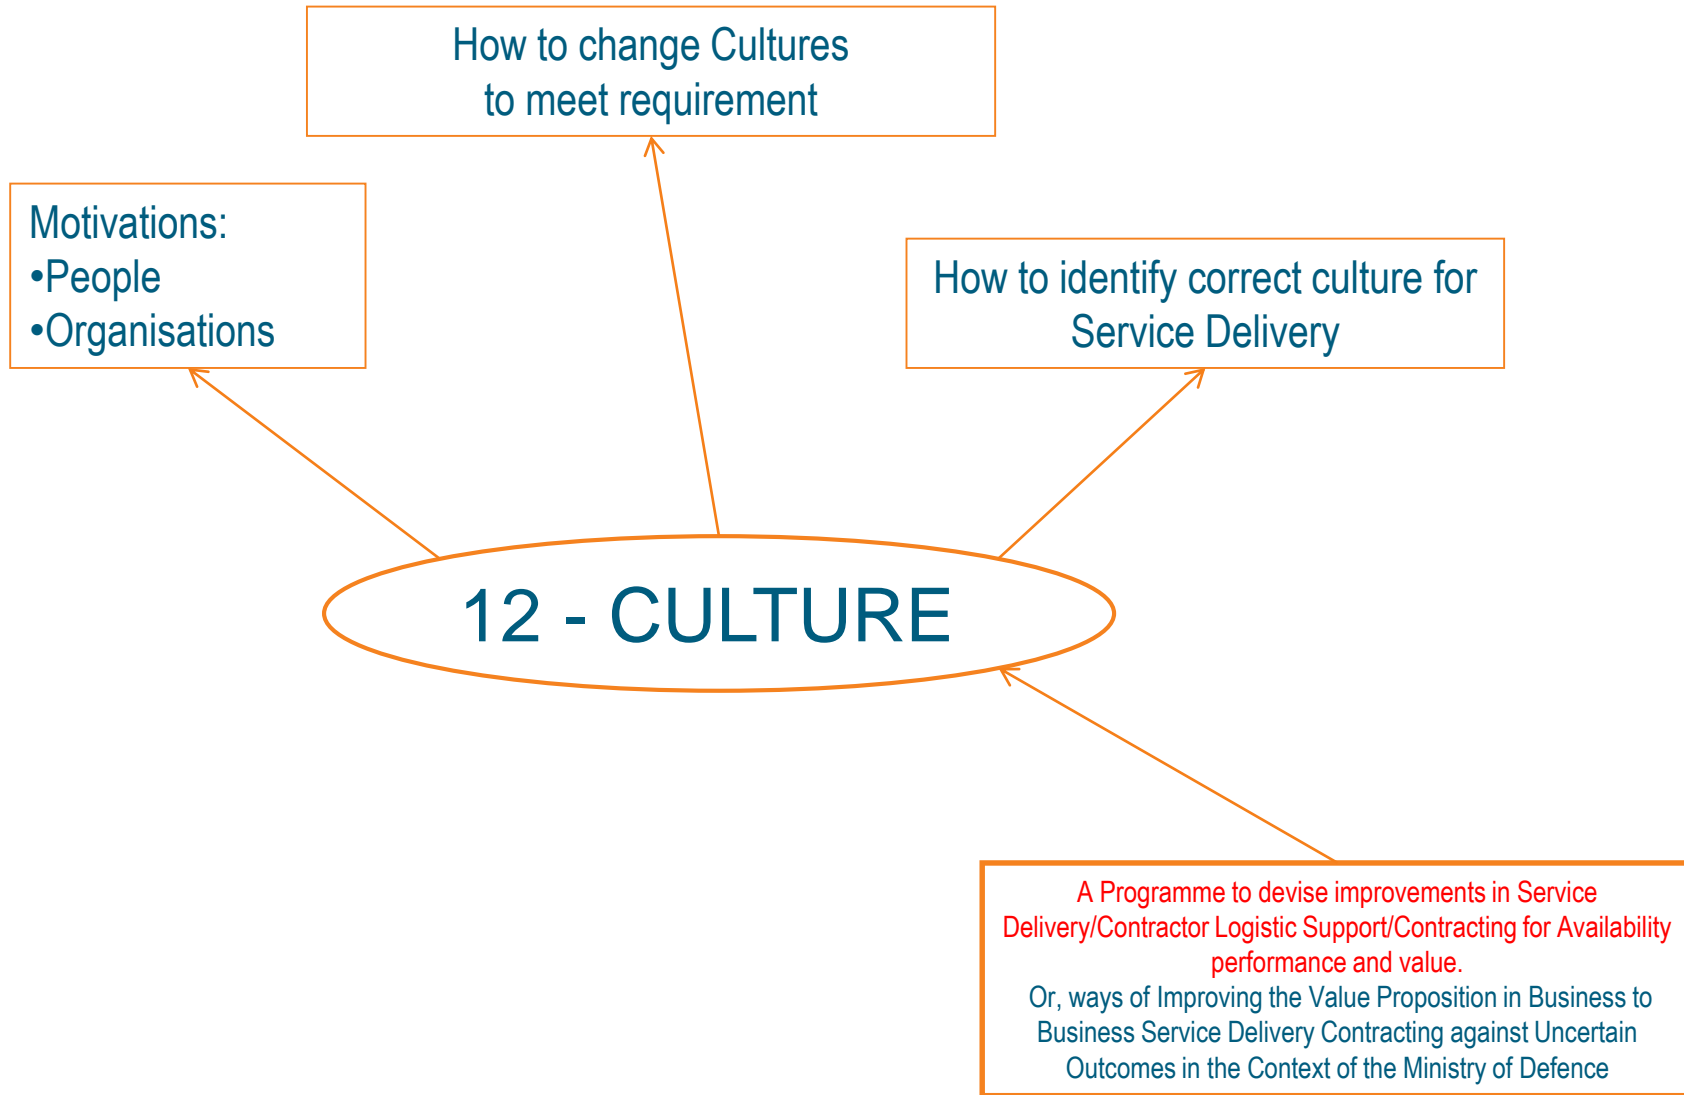 How to change Cultures
to meet requirement
Motivations:
•People
•Organisations
How to identify correct culture for
Service Delivery
12 - CULTURE
A Programme to devise improvements in Service
Delivery/Contractor Logistic Support/Contracting for Availability
performance and value.
Or, ways of Improving the Value Proposition in Business to
Business Service Delivery Contracting against Uncertain
Outcomes in the Context of the Ministry of Defence